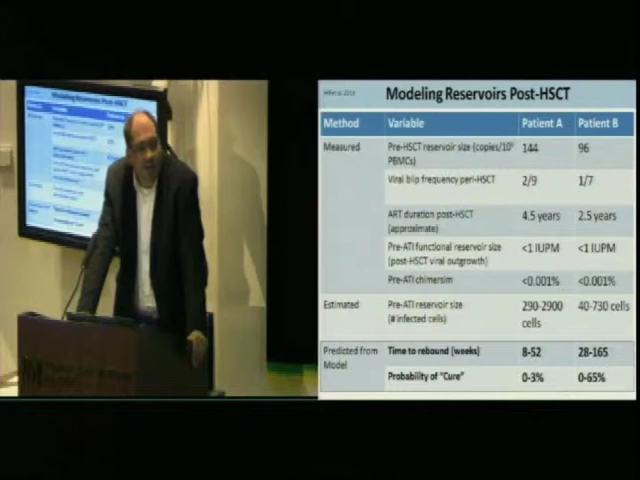 Modeling Reservoirs Post-HSCT
Method Variable Patient A Patient B
Measured Pre-HSCT reservoir size (copies/10⁶ PBMCs) 144 96
Viral blip frequency peri-HSCT 2/9 1/7
ART duration post-HSCT (approximate) 4.5 years 2.5 years
Pre-ATI functional reservoir size (post-HSCT viral outgrowth) <1 IUPM <1 IUPM
Pre-ATI chimersim <0.001% <0.001%
Estimated Pre-ATI reservoir size (# infected cells) 290-2900 cells 40-730 cells
Predicted from Model Time to rebound (weeks) 8-52 28-165
Probability of "Cure" 0-3% 0-65%
Modeling Reservoirs Post-HSCT